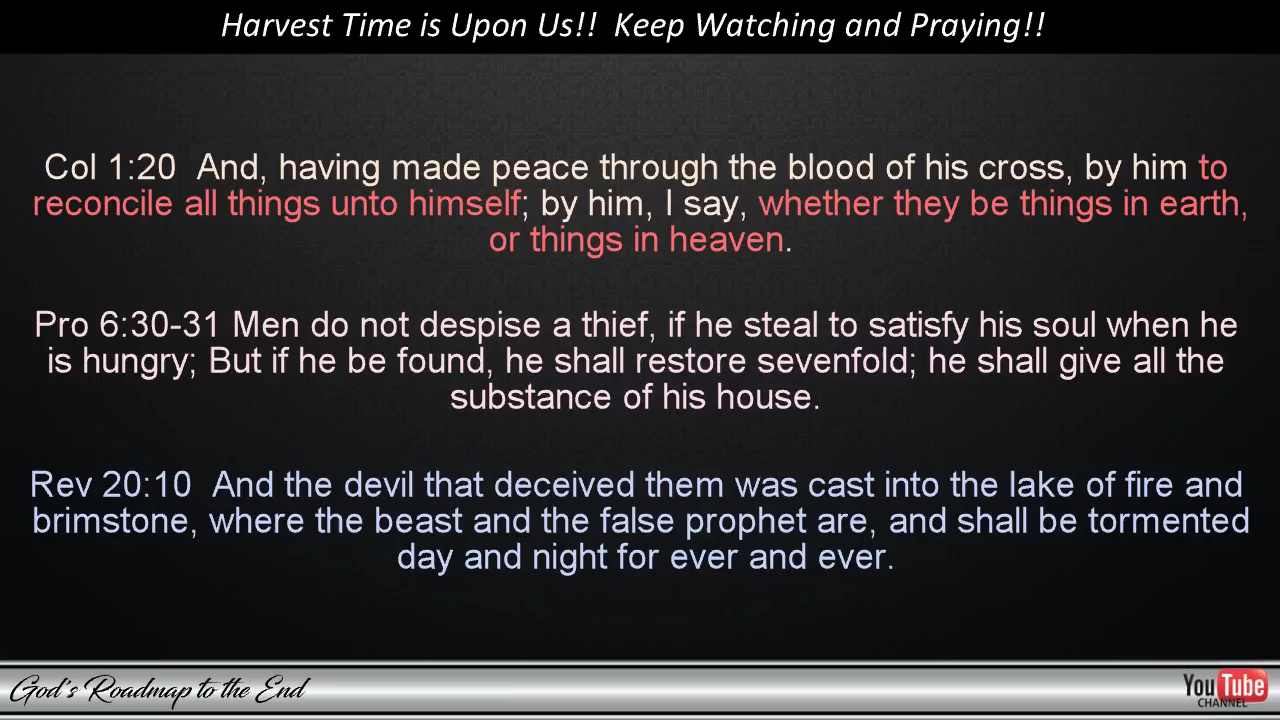 Harvest Time is Upon Us!!  Keep Watching and Praying!!
Col 1:20  And, having made peace through the blood of his cross, by him to
reconcile all things unto himself; by him, I say, whether they be things in earth,
or things in heaven.
Pro 6:30-31 Men do not despise a thief, if he steal to satisfy his soul when he
is hungry; But if he be found, he shall restore sevenfold; he shall give all the
substance of his house.
Rev 20:10  And the devil that deceived them was cast into the lake of fire and
brimstone, where the beast and the false prophet are, and shall be tormented
day and night for ever and ever.
God's Roadmap to the End
YouTube
CHANNEL